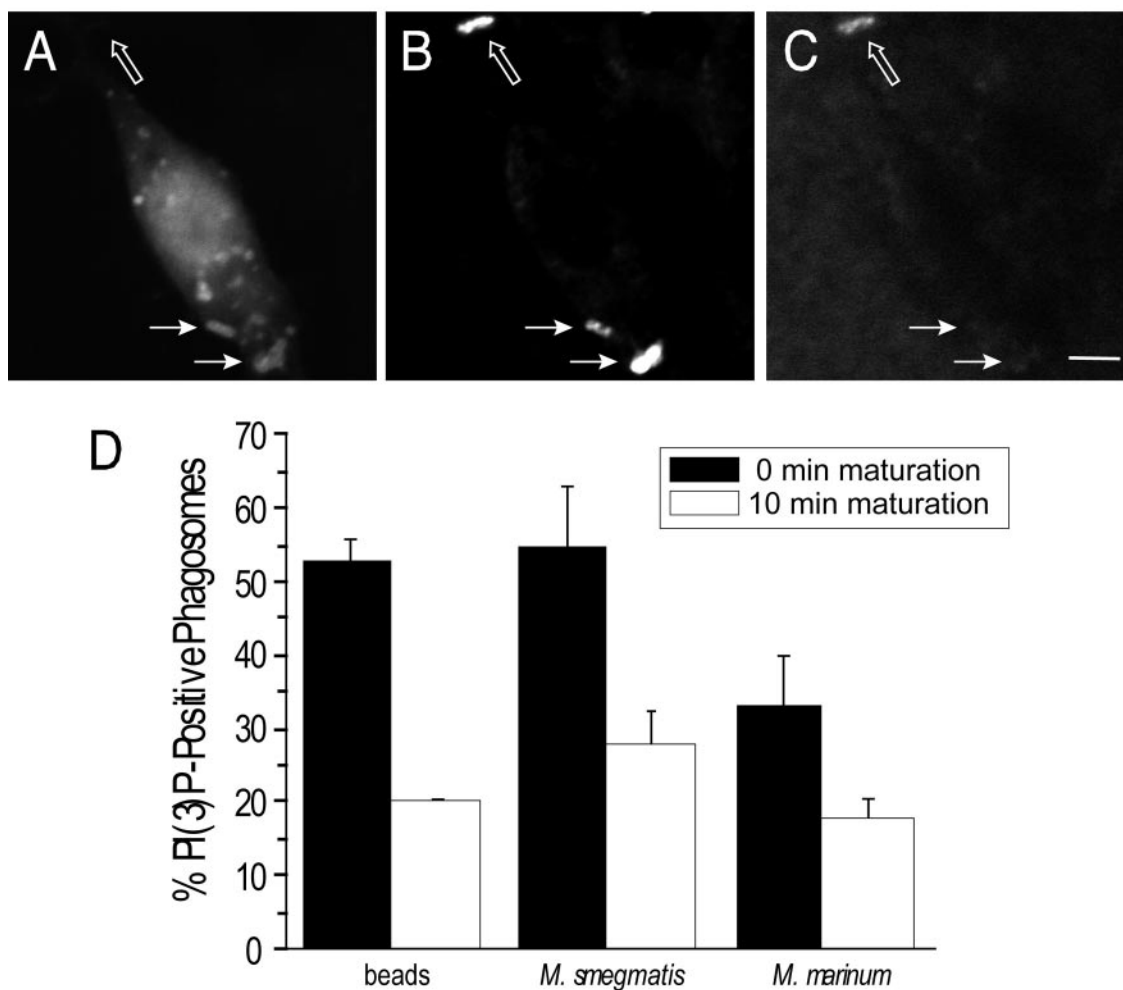 A
B
C
D
70
60
50
40
30
20
10
0
% PI(3)P-Positive Phagosomes
0 min maturation
10 min maturation
beads
M. smegmatis
M. marinum